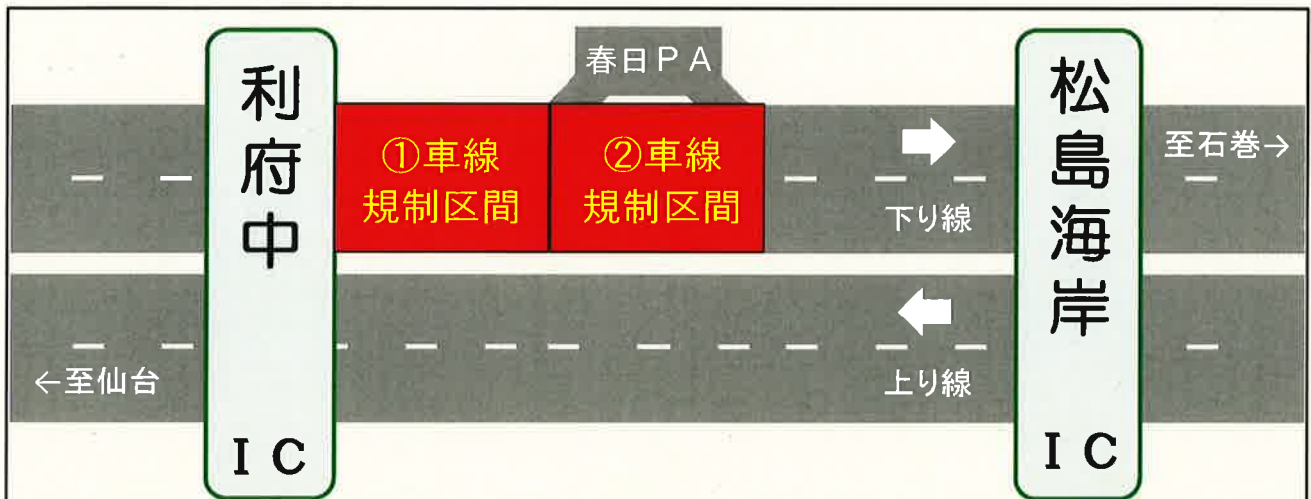 春日ＰＡ
利府中
ＩＣ
①車線
規制区間
②車線
規制区間
下り線
松島海岸
ＩＣ
至石巻→
←至仙台
上り線